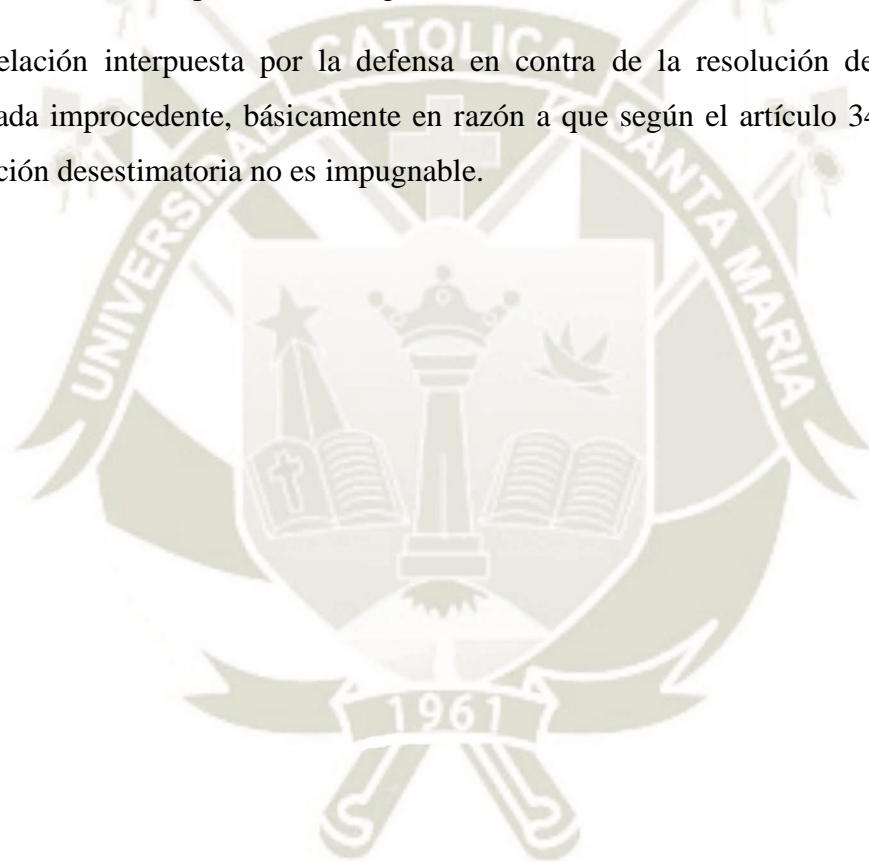 elación interpuesta por la defensa en contra de la resolución de
ada improcedente, básicamente en razón a que según el artículo 34
ción desestimatoria no es impugnable.
CATOLICA
UNIVERSIDAD SANTA MARIA
1961